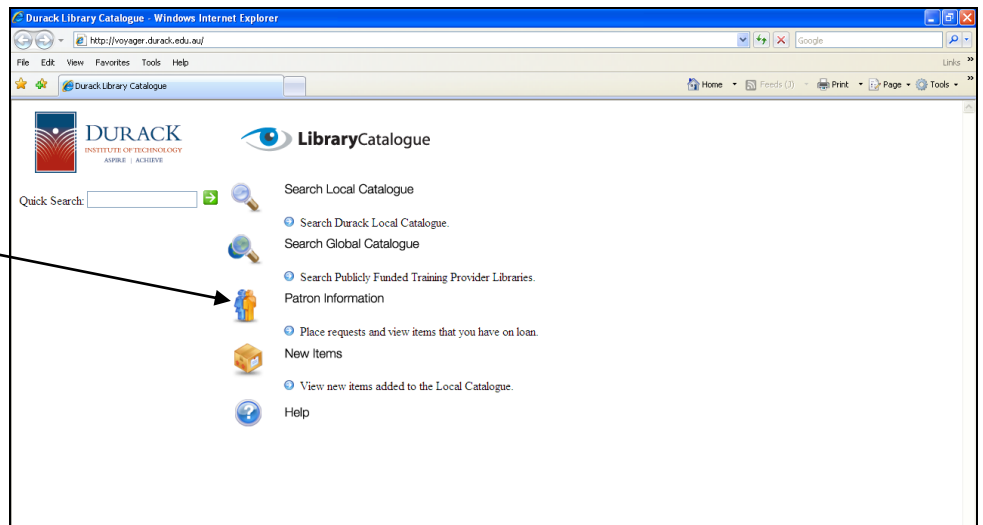 Durack Library Catalogue - Windows Internet Explorer
http://voyager.durack.edu.au/
Google
File Edit View Favorites Tools Help
Links »
Durack Library Catalogue
Home Feeds (J) Print Page Tools »
DURACK
INSTITUTE OF TECHNOLOGY
ASPIRE | ACHIEVE
LibraryCatalogue
Quick Search:
Search Local Catalogue
Search Durack Local Catalogue.
Search Global Catalogue
Search Publicly Funded Training Provider Libraries.
Patron Information
Place requests and view items that you have on loan.
New Items
View new items added to the Local Catalogue.
Help